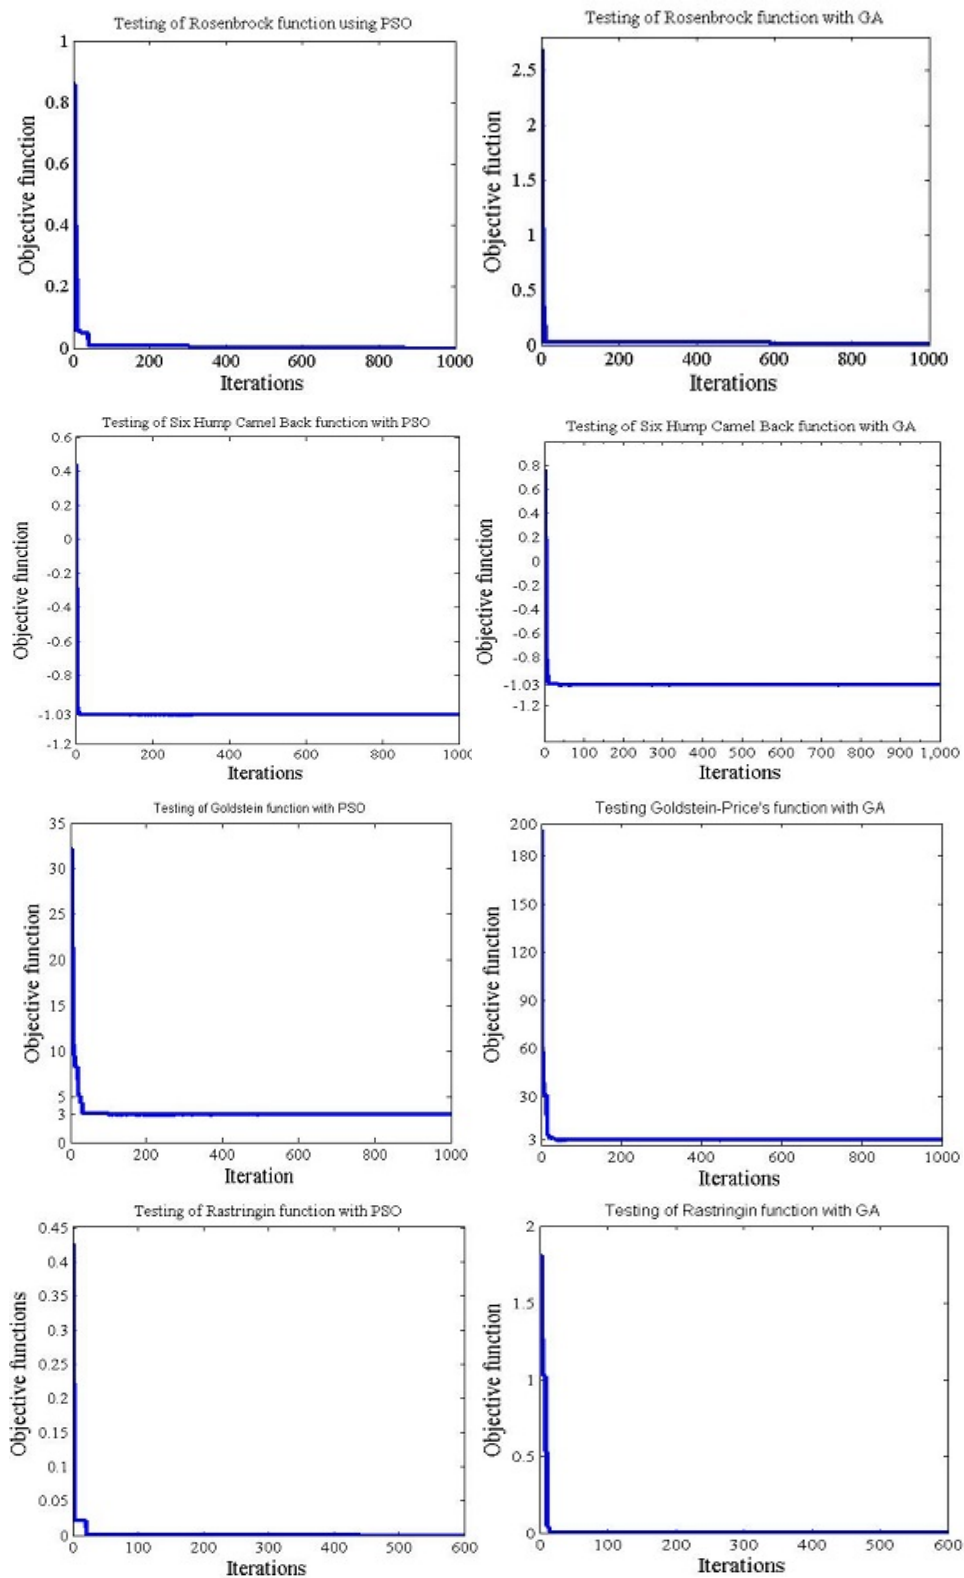 Testing of Rosenbrock function using PSO
1
0.8
0.6
0.4
0.2
0
0 200 400 600 800 1000
Objective function
Iterations
Testing of Rosenbrock function with GA
2.5
2
1.5
1
0.5
0
0 200 400 600 800 1000
Objective fuction
Iterations
Testing of Six Hump Camel Back function with PSO
0.6
0.4
0.2
0
-0.2
-0.4
-0.6
-0.8
-1.03
-1.2
0 200 400 600 800 1000
Objective function
Iterations
Testing of Six Hump Camel Back function with GA
0.8
0.6
0.4
0.2
0
-0.2
-0.4
-0.6
-0.8
-1.03
-1.2
0 100 200 300 400 500 600 700 800 900 1,000
Objective function
Iterations
Testing of Goldstein function with PSO
35
30
25
20
15
10
5
3
0
0 200 400 600 800 1000
Objective function
Iteration
Testing Goldstein-Price's function with GA
200
180
150
120
90
60
30
3
0 200 400 600 800 1000
Objective function
Iterations
Testing of Rastringin function with PSO
0.45
0.4
0.35
0.3
0.25
0.2
0.15
0.1
0.05
0
0 100 200 300 400 500 600
Objective functions
Iterations
Testing of Rastringin function with GA
2
1.5
1
0.5
0
0 100 200 300 400 500 600
Objective function
Iterations